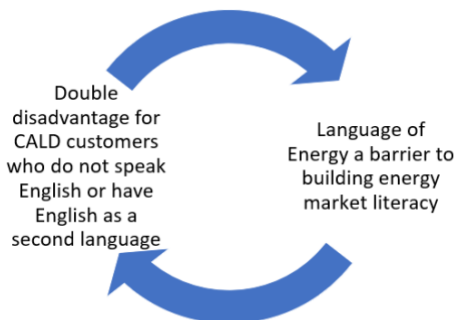 Double
disadvantage for
CALD customers
who do not speak
English or have
English as a
second language
Language of
Energy a barrier to
building energy
market literacy